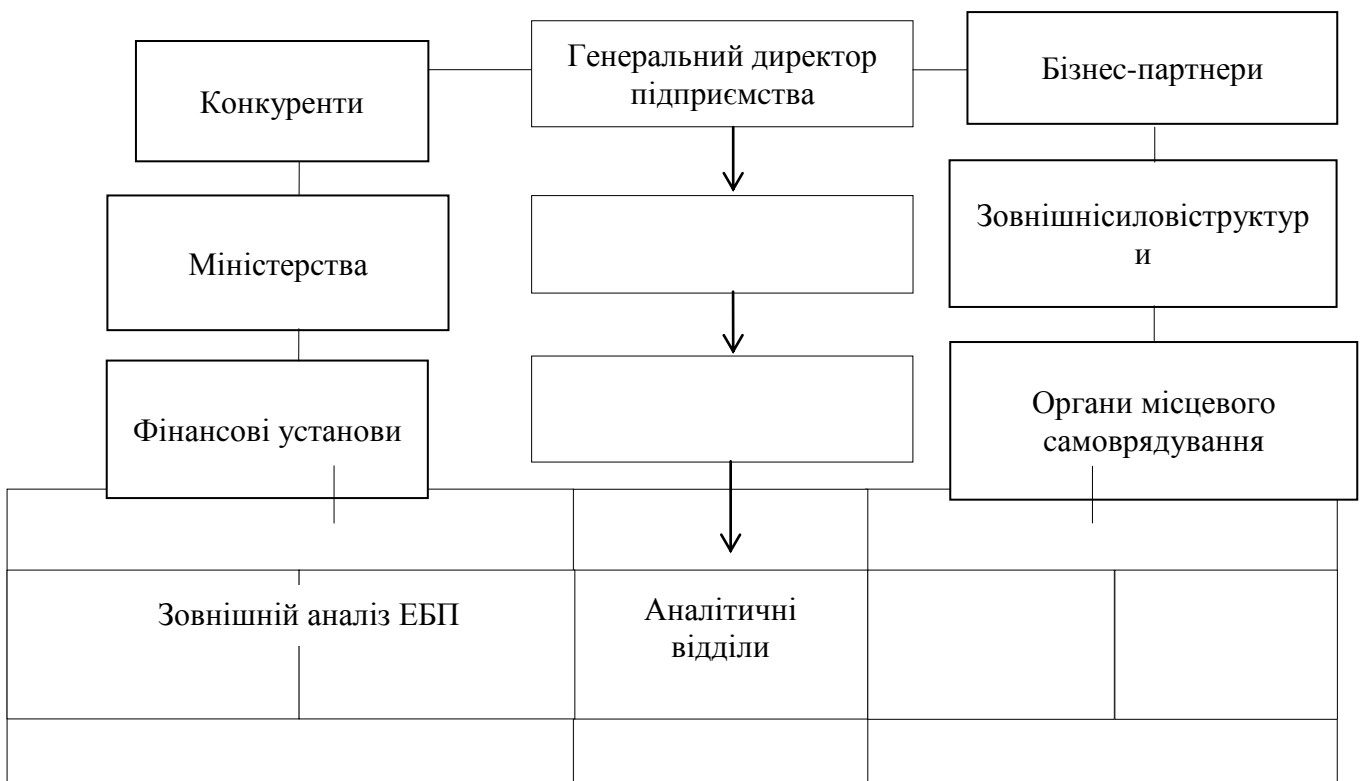 Конкуренти
Генеральний директор
підприємства
Бізнес-партнери
Міністерства
Зовнішнісиловіструктур
и
Фінансові установи
Органи місцевого
самоврядування
Зовнішній аналіз ЕБП
Аналітичні
відділи